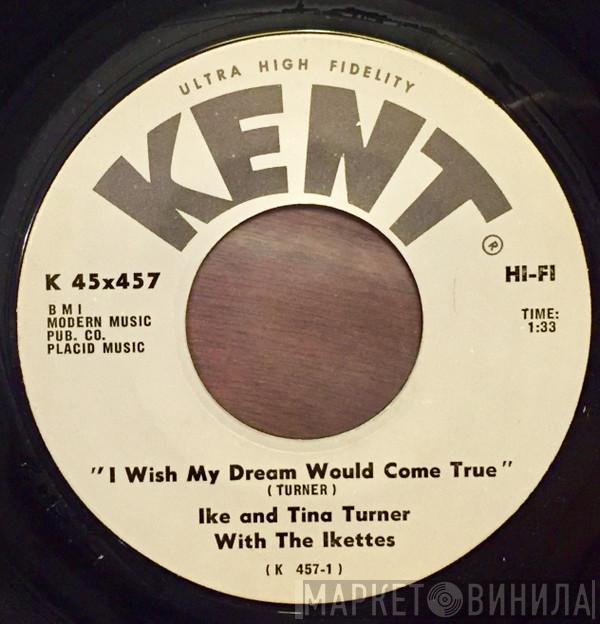 ULTRA HIGH FIDELITY
KENT
®
K 45x457
HI-FI
BMI
MODERN MUSIC
PUB. CO.
PLACID MUSIC
TIME:
1:33
"I Wish My Dream Would Come True"
(TURNER)
Ike and Tina Turner
With The Ikettes
(K 457-1)
МАРКЕТ ВИНИЛА